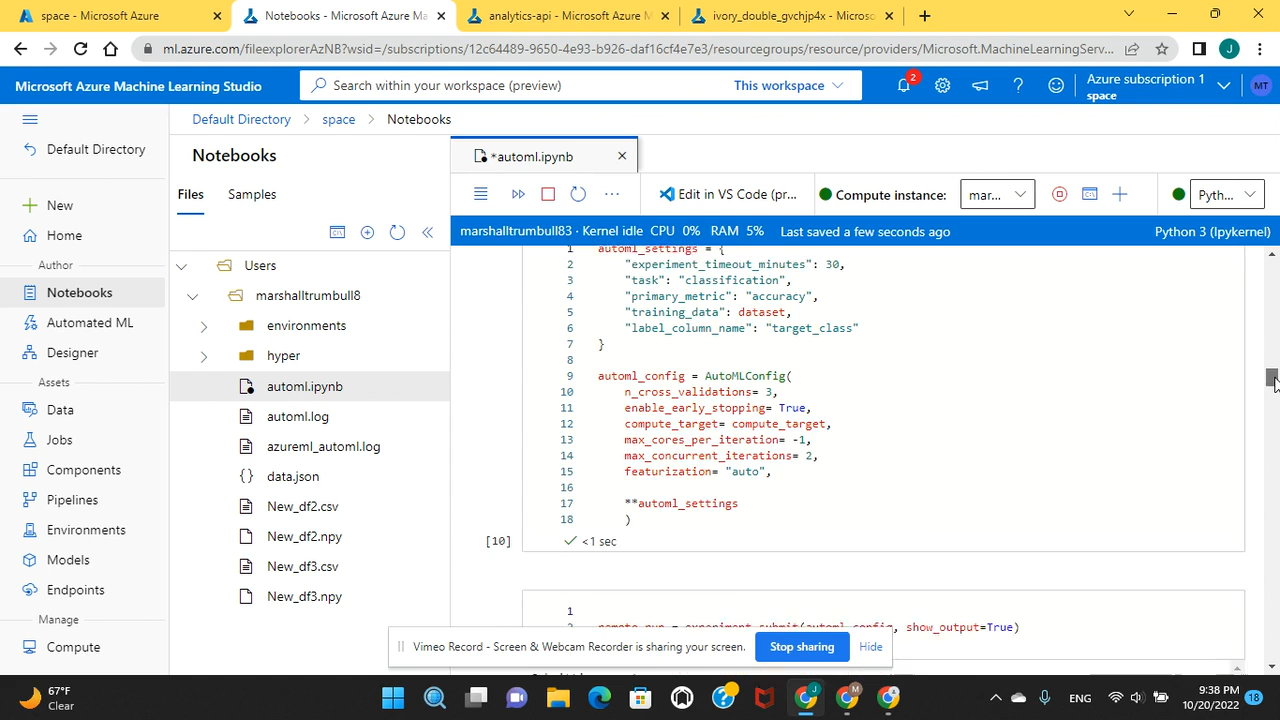 space - Microsoft Azure
Notebooks - Microsoft Azure Ma
analytics-api - Microsoft Azure M
ivory_double_gvchjp4x - Microso
ml.azure.com/fileexplorerAzNB?wsid=/subscriptions/12c64489-9650-4e93-b926-daf16cf4e7e3/resourcegroups/resource/providers/Microsoft.MachineLearningServ...
J
Microsoft Azure Machine Learning Studio
Search within your workspace (preview)
This workspace
2
Azure subscription 1
space
MT
Default Directory > space > Notebooks
Default Directory
New
Home
Author
Notebooks
Automated ML
Designer
Assets
Data
Jobs
Components
Pipelines
Environments
Models
Endpoints
Manage
Compute
Notebooks
Files
Samples
Users
marshalltrumbull8
environments
hyper
automl.ipynb
automl.log
azureml_automl.log
data.json
New_df2.csv
New_df2.npy
New_df3.csv
New_df3.npy
*automl.ipynb
Edit in VS Code (pr...
Compute instance:
mar...
Pyth...
marshalltrumbull83 · Kernel idle CPU 0% RAM 5% Last saved a few seconds ago
Python 3 (Ipykernel)
1 automl_settings = {
2 "experiment_timeout_minutes": 30,
3 "task": "classification",
4 "primary_metric": "accuracy",
5 "training_data": dataset,
6 "label_column_name": "target_class"
7 }
8
9 automl_config = AutoMLConfig(
10 n_cross_validations= 3,
11 enable_early_stopping= True,
12 compute_target= compute_target,
13 max_cores_per_iteration= -1,
14 max_concurrent_iterations= 2,
15 featurization= "auto",
16
17 **automl_settings
18 )
[10]
<1 sec
1
2 remote_run = experiment.submit(automl_config, show_output=True)
Vimeo Record - Screen & Webcam Recorder is sharing your screen.
Stop sharing
Hide
67°F
Clear
J
M
ENG
9:38 PM
10/20/2022
18